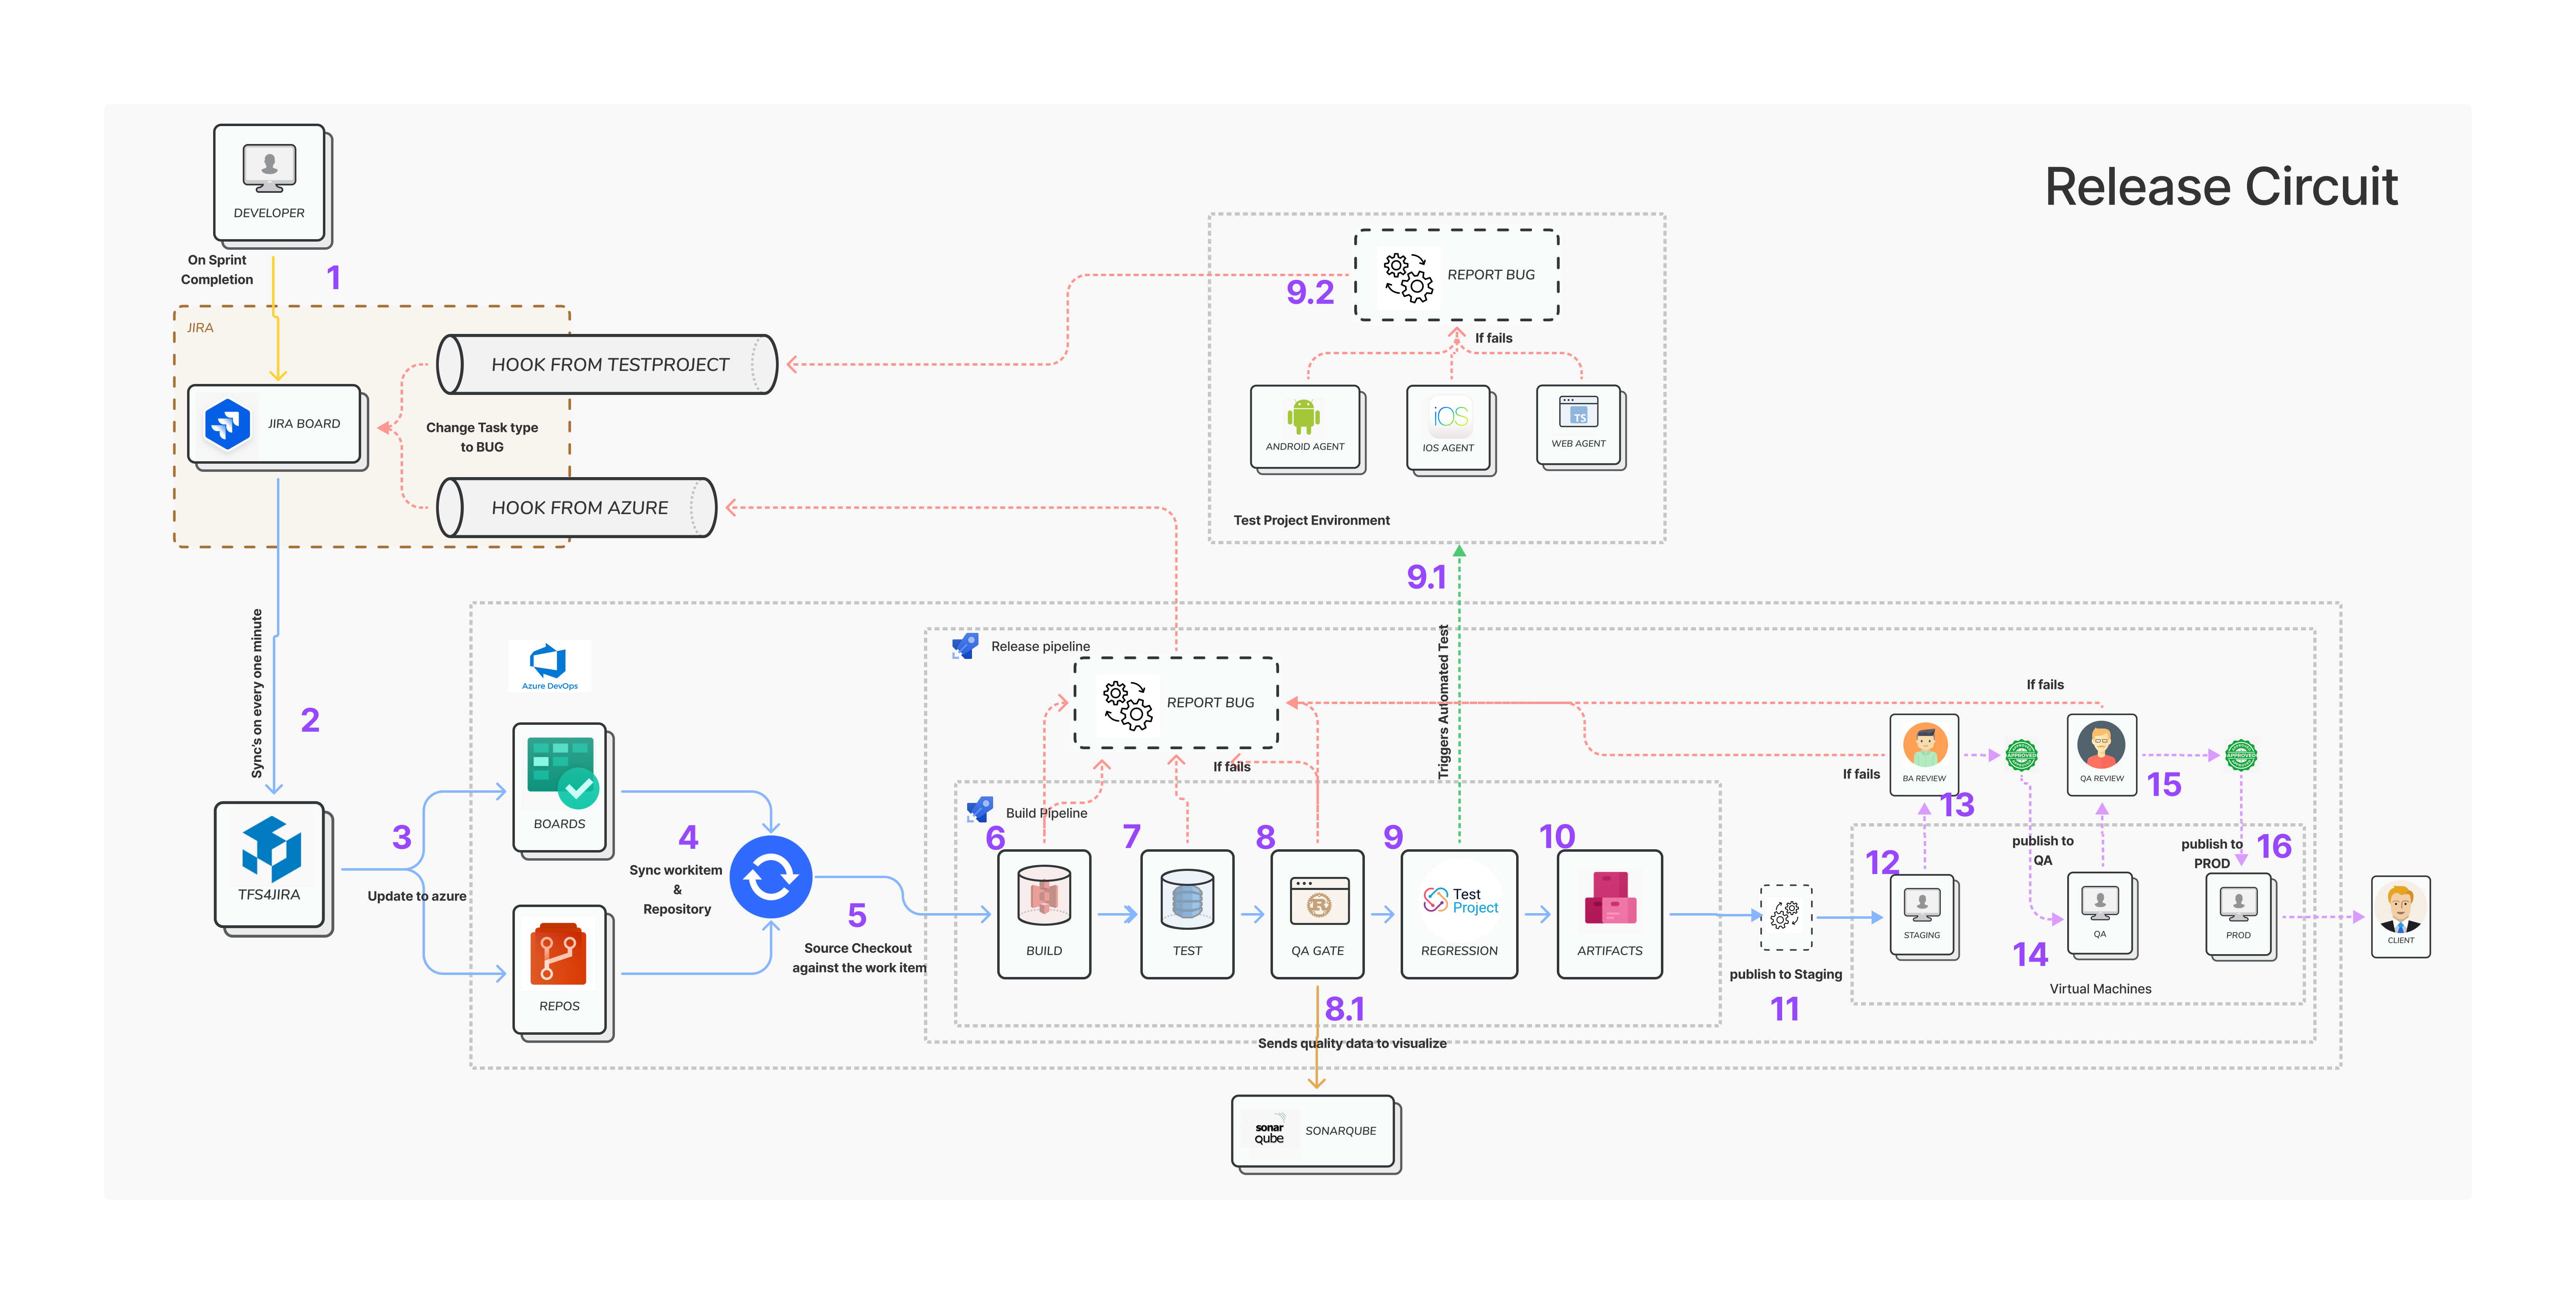 Release Circuit
DEVELOPER
On Sprint
Completion
1
JIRA
JIRA BOARD
HOOK FROM TESTPROJECT
Change Task type
to BUG
HOOK FROM AZURE
9.2
REPORT BUG
If fails
ANDROID AGENT
iOS
IOS AGENT
TS
WEB AGENT
Test Project Environment
9.1
Triggers Automated Test
Sync's on every one minute
2
TFS4JIRA
3
Update to azure
Azure DevOps
BOARDS
REPOS
4
Sync workitem
&
Repository
5
Source Checkout
against the work item
Release pipeline
REPORT BUG
If fails
Build Pipeline
6
BUILD
7
TEST
8
QA GATE
9
Test
Project
REGRESSION
10
ARTIFACTS
8.1
Sends quality data to visualize
sonar
qube
SONARQUBE
publish to Staging
11
If fails
If fails
BA REVIEW
13
APPROVED
QA REVIEW
15
APPROVED
12
STAGING
publish to
QA
14
QA
publish to
PROD
16
PROD
Virtual Machines
CLIENT